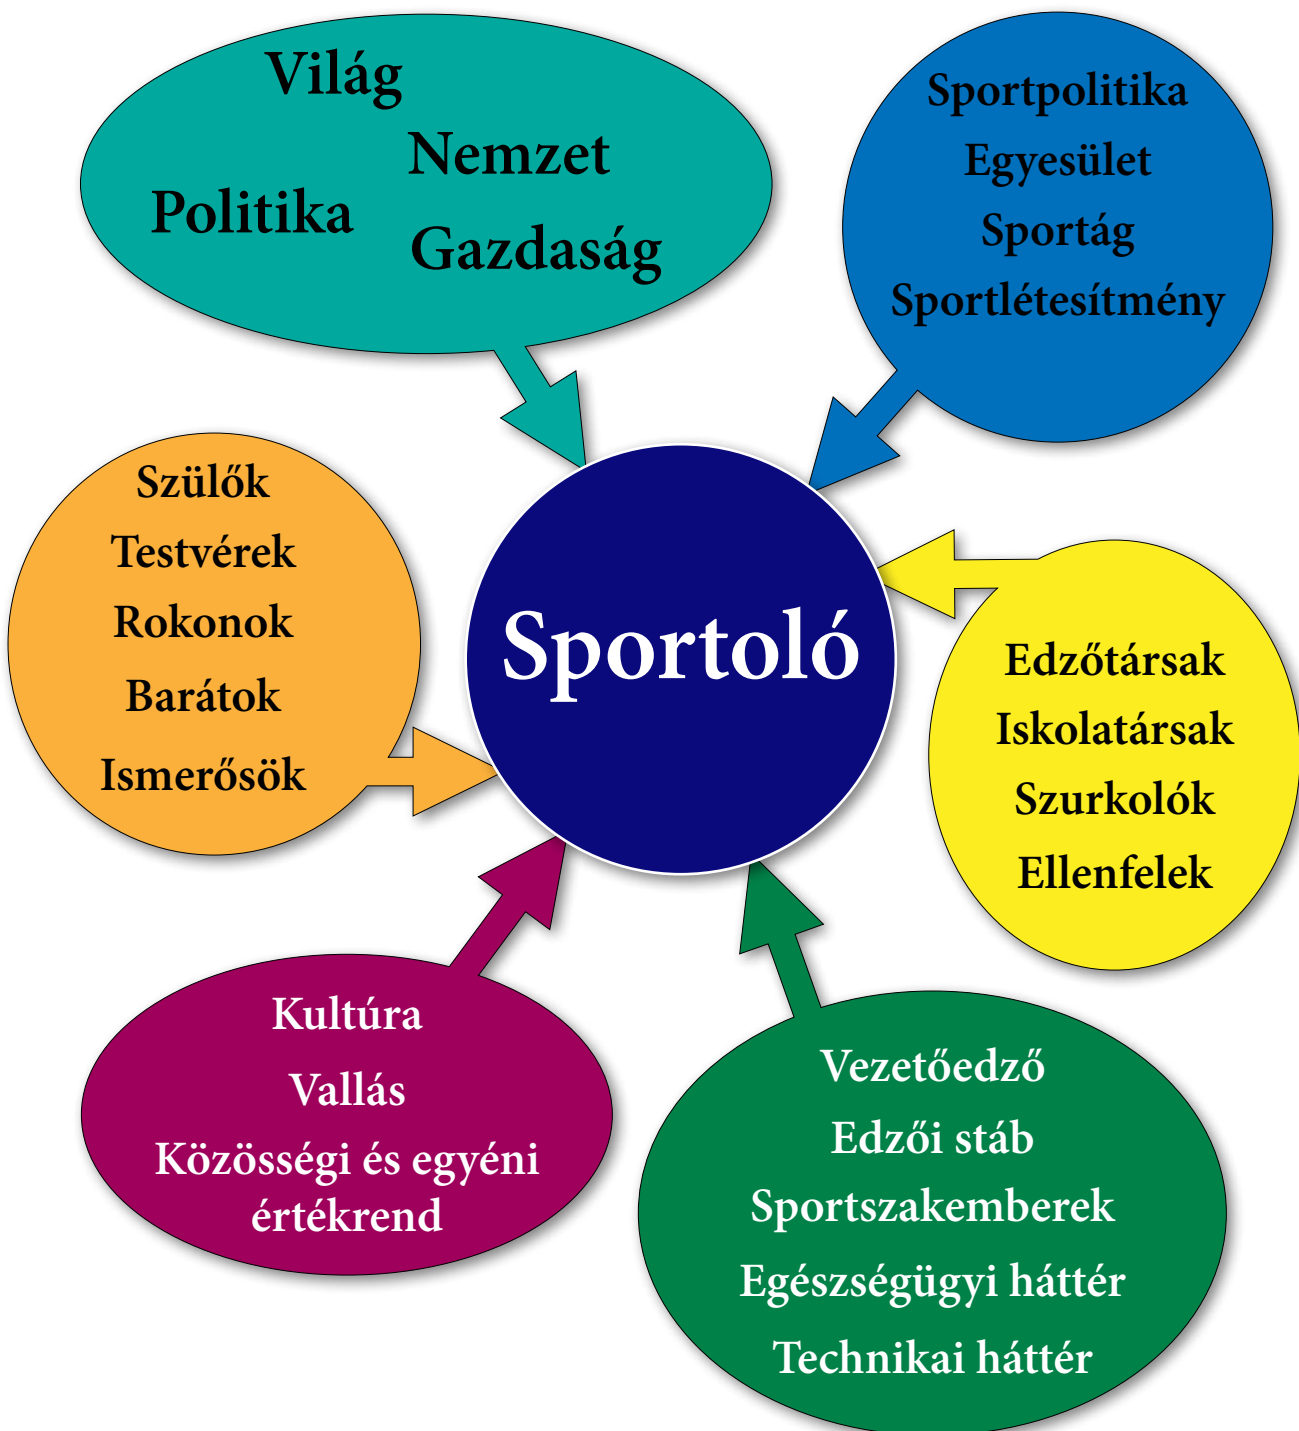 Világ
Nemzet
Politika
Gazdaság
Sportpolitika
Egyesület
Sportág
Sportlétesítmény
Szülők
Testvérek
Rokonok
Barátok
Ismerősök
Sportoló
Edzőtársak
Iskolatársak
Szurkolók
Ellenfelek
Kultúra
Vallás
Közösségi és egyéni
értékrend
Vezetőedző
Edzői stáb
Sportszakemberek
Egészségügyi háttér
Technikai háttér